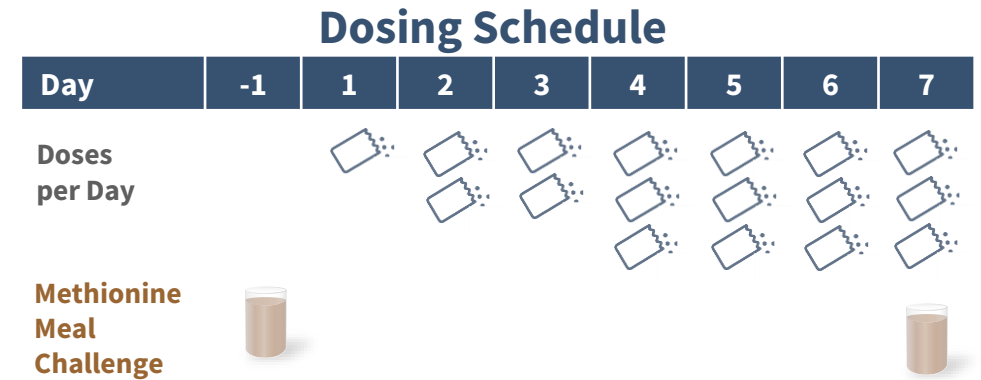 Dosing Schedule
Day -1 1 2 3 4 5 6 7
Doses
per Day
Methionine
Meal
Challenge